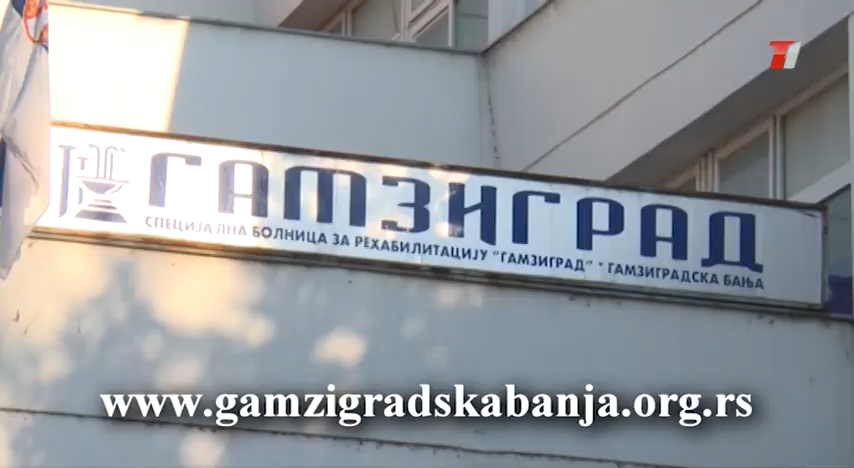 ГАМЗИГРАД
СПЕЦИЈАЛНА БОЛНИЦА ЗА РЕХАБИЛИТАЦИЈУ "ГАМЗИГРАД" * ГАМЗИГРАДСКА БАЊА
www.gamzigradskabanja.org.rs